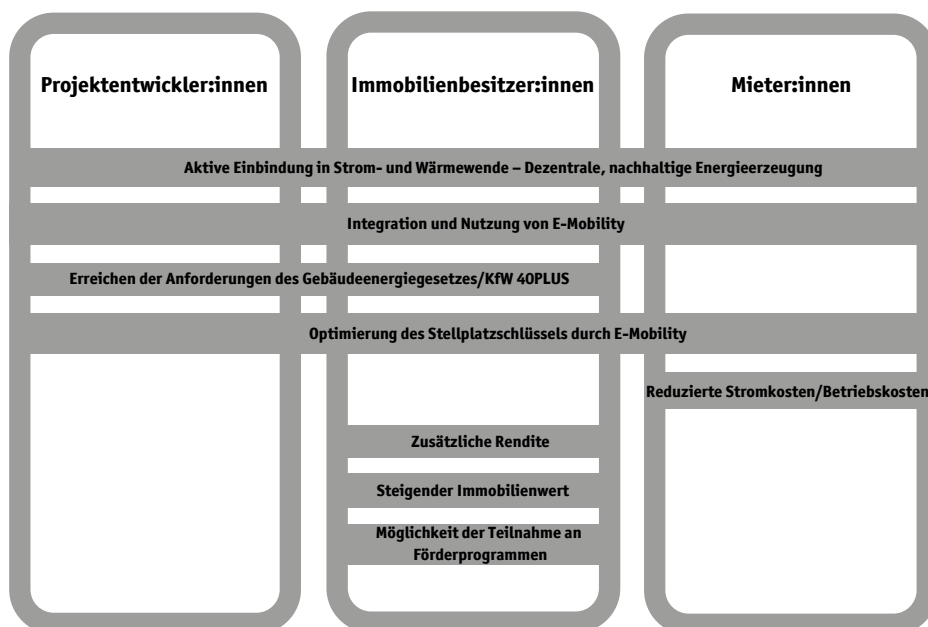 Projektentwickler:innen
Immobilienbesitzer:innen
Mieter:innen
Aktive Einbindung in Strom- und Wärmewende – Dezentrale, nachhaltige Energieerzeugung
Integration und Nutzung von E-Mobility
Erreichen der Anforderungen des Gebäudeenergiegesetzes/KfW 40PLUS
Optimierung des Stellplatzschlüssels durch E-Mobility
Reduzierte Stromkosten/Betriebskosten
Zusätzliche Rendite
Steigender Immobilienwert
Möglichkeit der Teilnahme an
Förderprogrammen